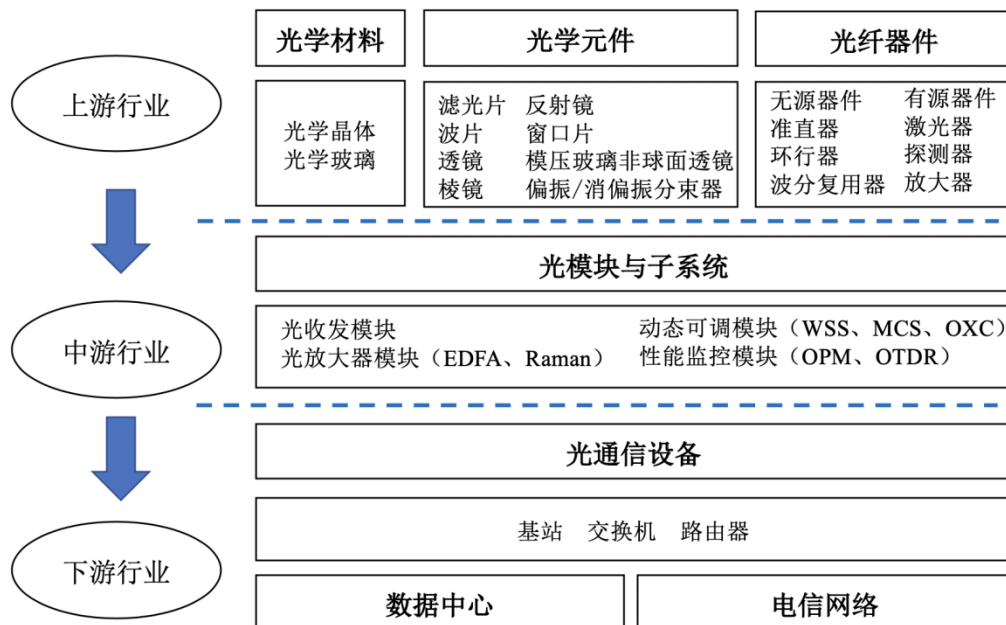 光学材料
光学元件
光纤器件
上游行业
光学晶体
光学玻璃
滤光片 反射镜
波片 窗口片
透镜 模压玻璃非球面透镜
棱镜 偏振/消偏振分束器
无源器件 有源器件
准直器 激光器
环行器 探测器
波分复用器 放大器
光模块与子系统
中游行业
光收发模块 动态可调模块（WSS、MCS、OXC）
光放大器模块（EDFA、Raman） 性能监控模块（OPM、OTDR）
光通信设备
下游行业
基站 交换机 路由器
数据中心
电信网络